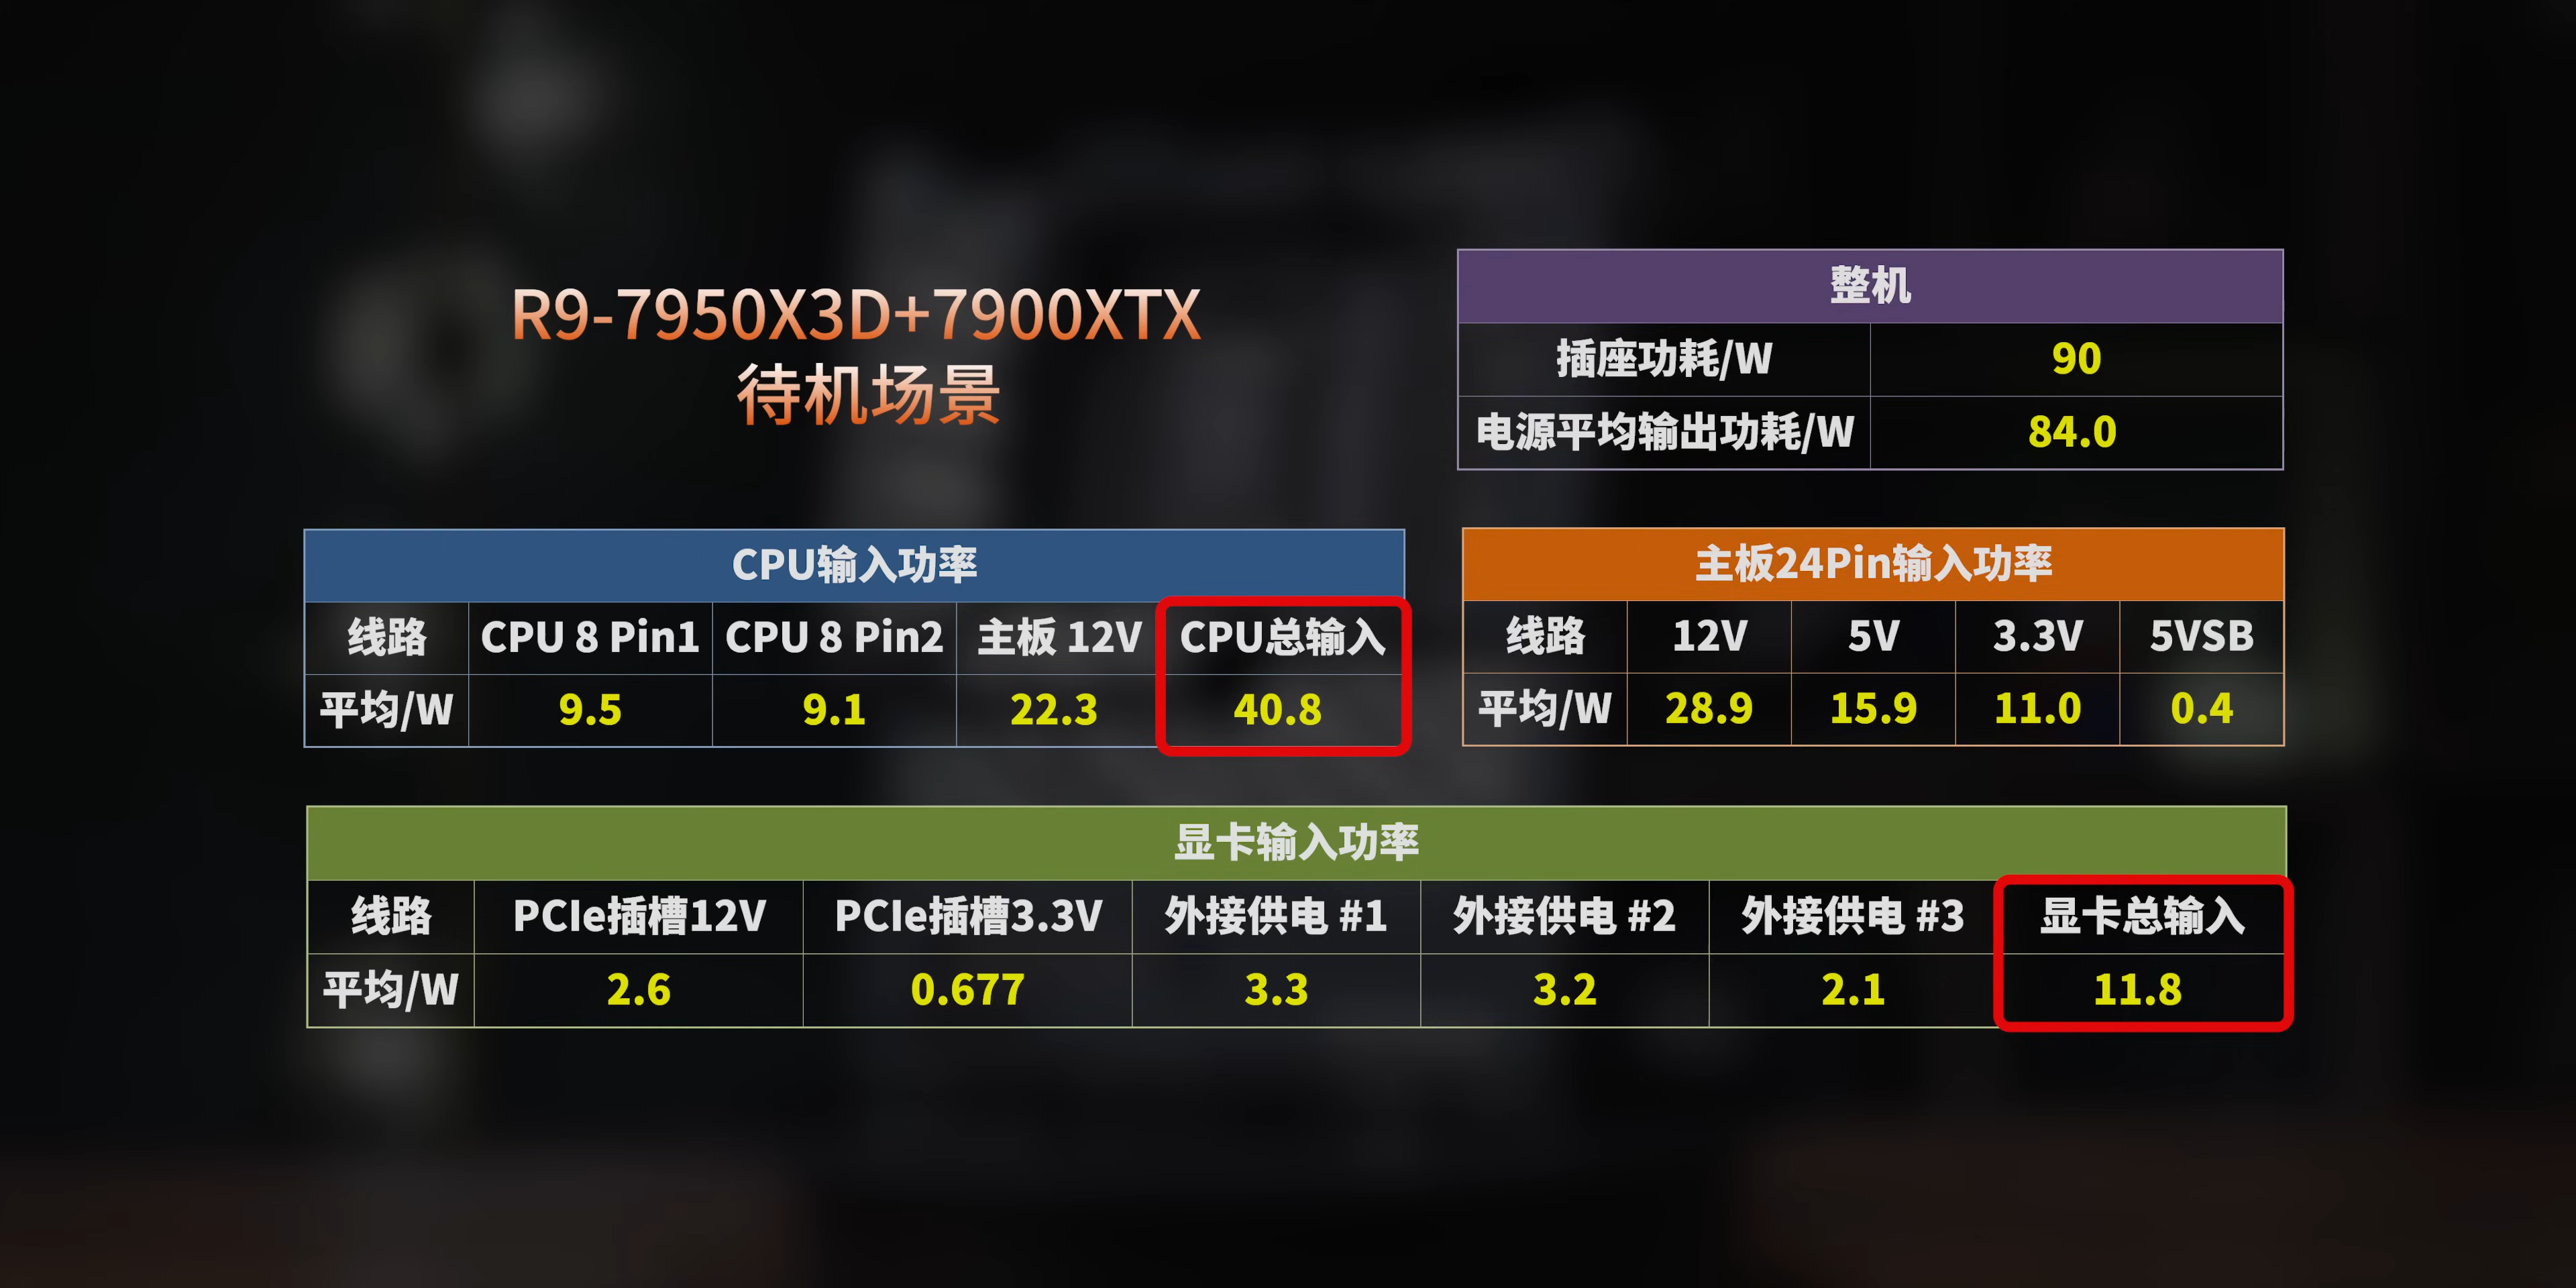 R9-7950X3D+7900XTX
待机场景
整机
插座功耗/W 90
电源平均输出功耗/W 84.0
CPU输入功率
线路 CPU 8 Pin1 CPU 8 Pin2 主板 12V CPU总输入
平均/W 9.5 9.1 22.3 40.8
主板24Pin输入功率
线路 12V 5V 3.3V 5VSB
平均/W 28.9 15.9 11.0 0.4
显卡输入功率
线路 PCIe插槽12V PCIe插槽3.3V 外接供电 #1 外接供电 #2 外接供电 #3 显卡总输入
平均/W 2.6 0.677 3.3 3.2 2.1 11.8